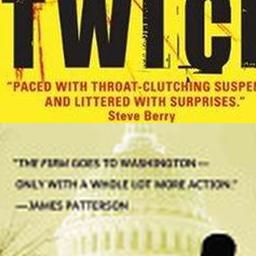 TWIC
"PACED WITH THROAT-CLUTCHING SUSPEN
AND LITTERED WITH SURPRISES."
Steve Berry
"THE FIRM GOES TO WASHINGTON—
ONLY WITH A WHOLE LOT MORE ACTION."
—JAMES PATTERSON